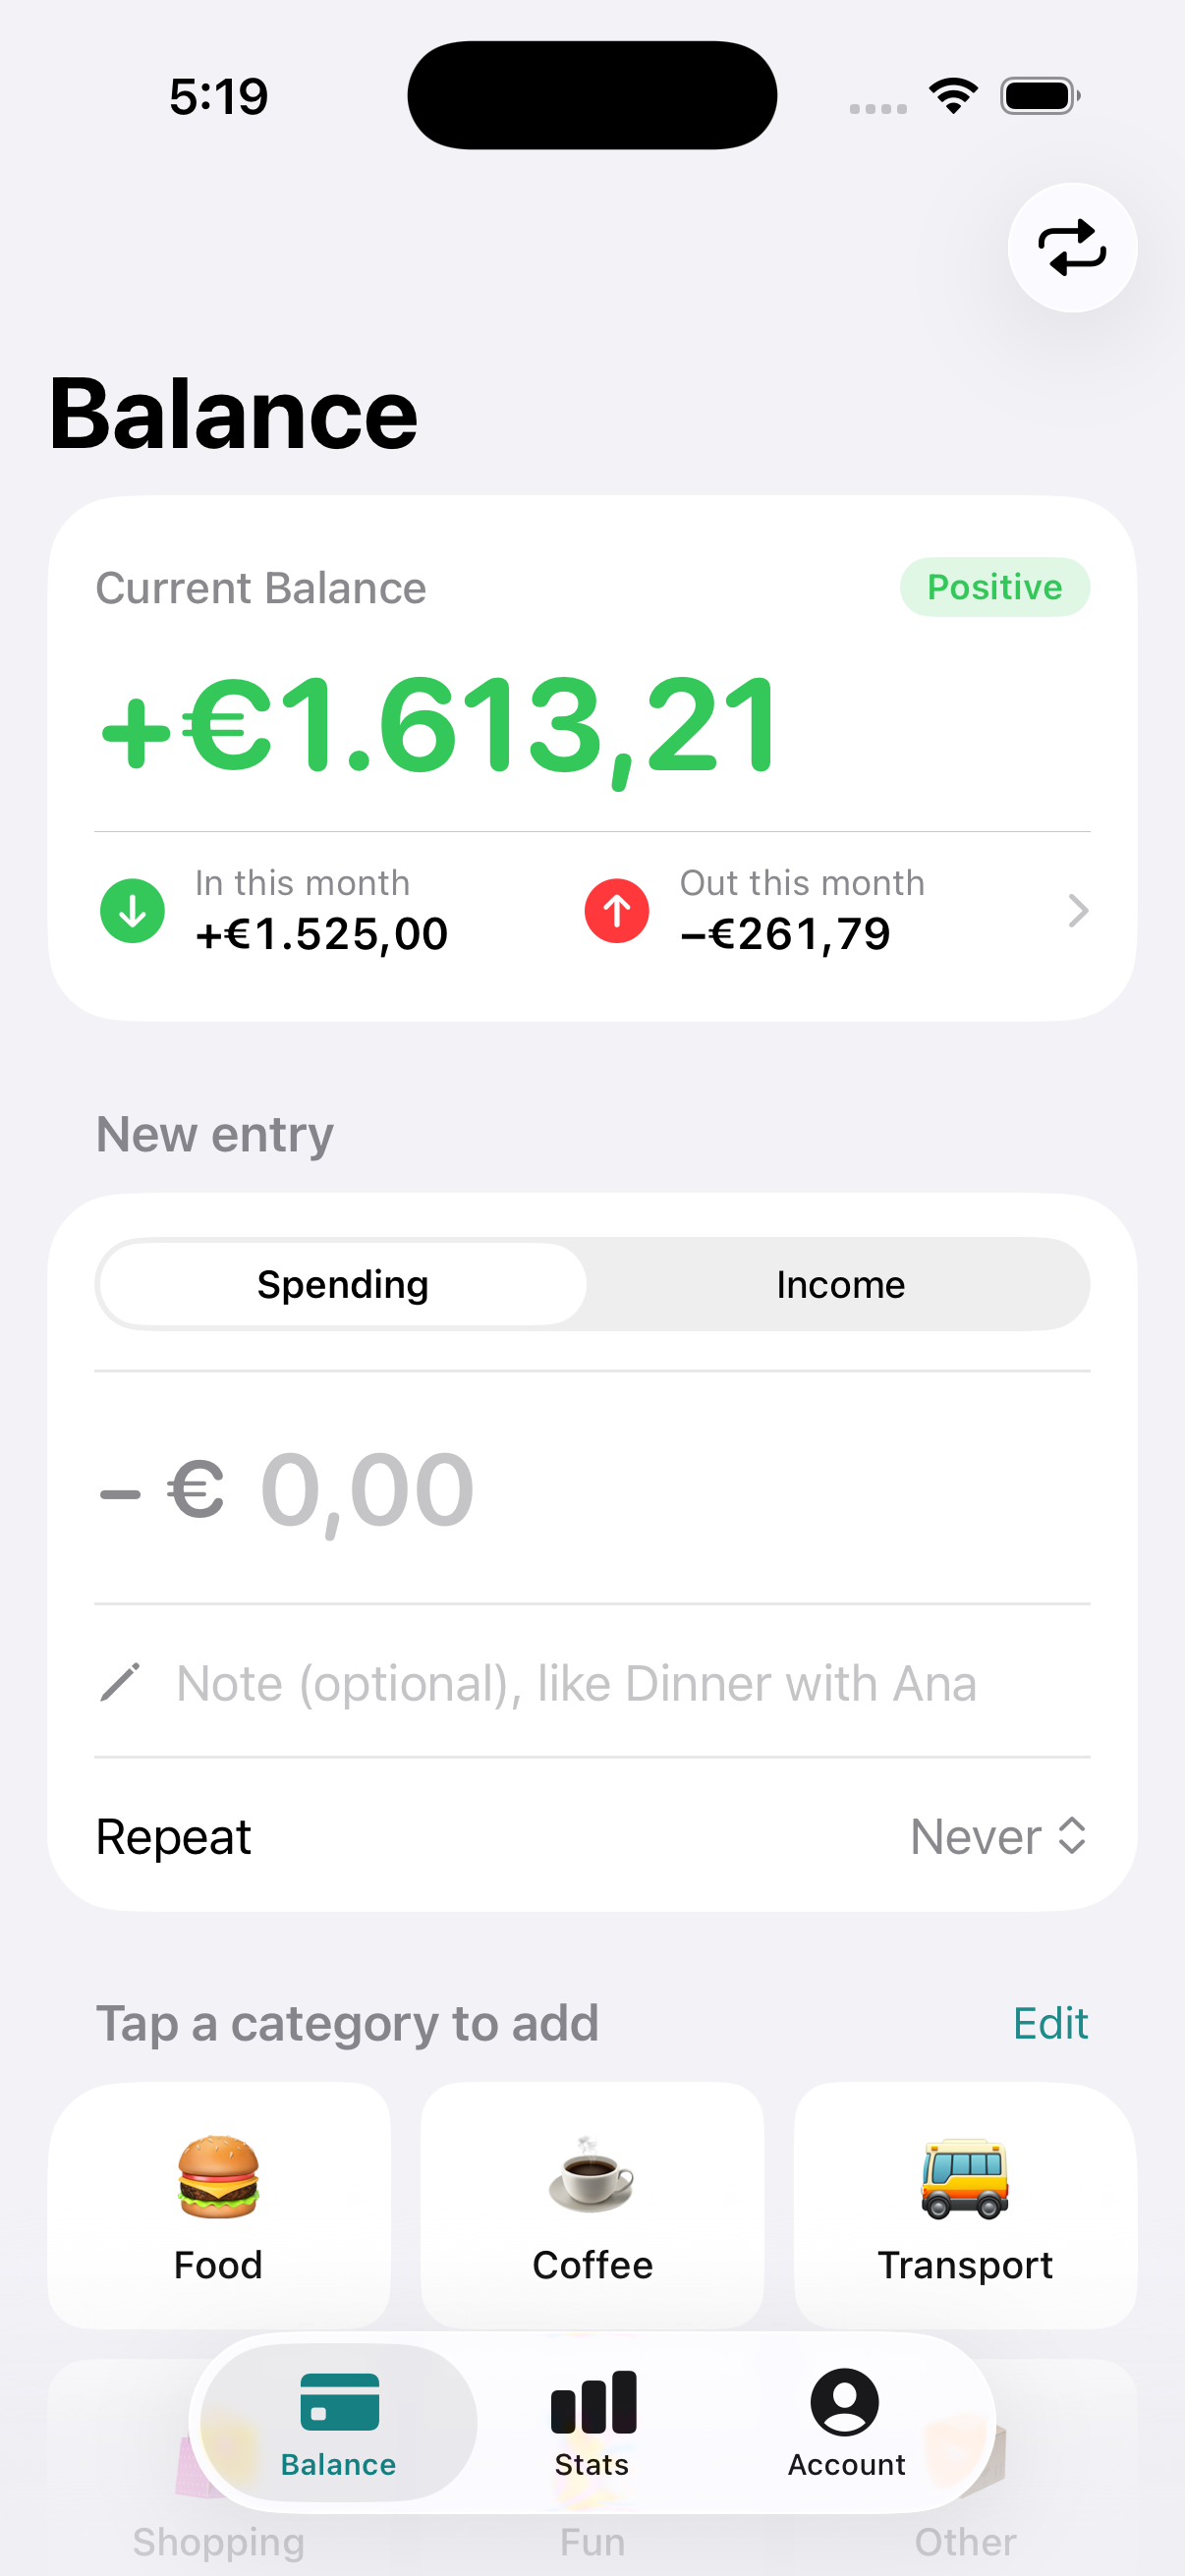 5:19
Balance
Current Balance
Positive
+€1.613,21
In this month
+€1.525,00
Out this month
–€261,79
New entry
Spending
Income
– € 0,00
Note (optional), like Dinner with Ana
Repeat
Never
Tap a category to add
Edit
Food
Coffee
Transport
Balance
Stats
Account
Shopping
Fun
Other